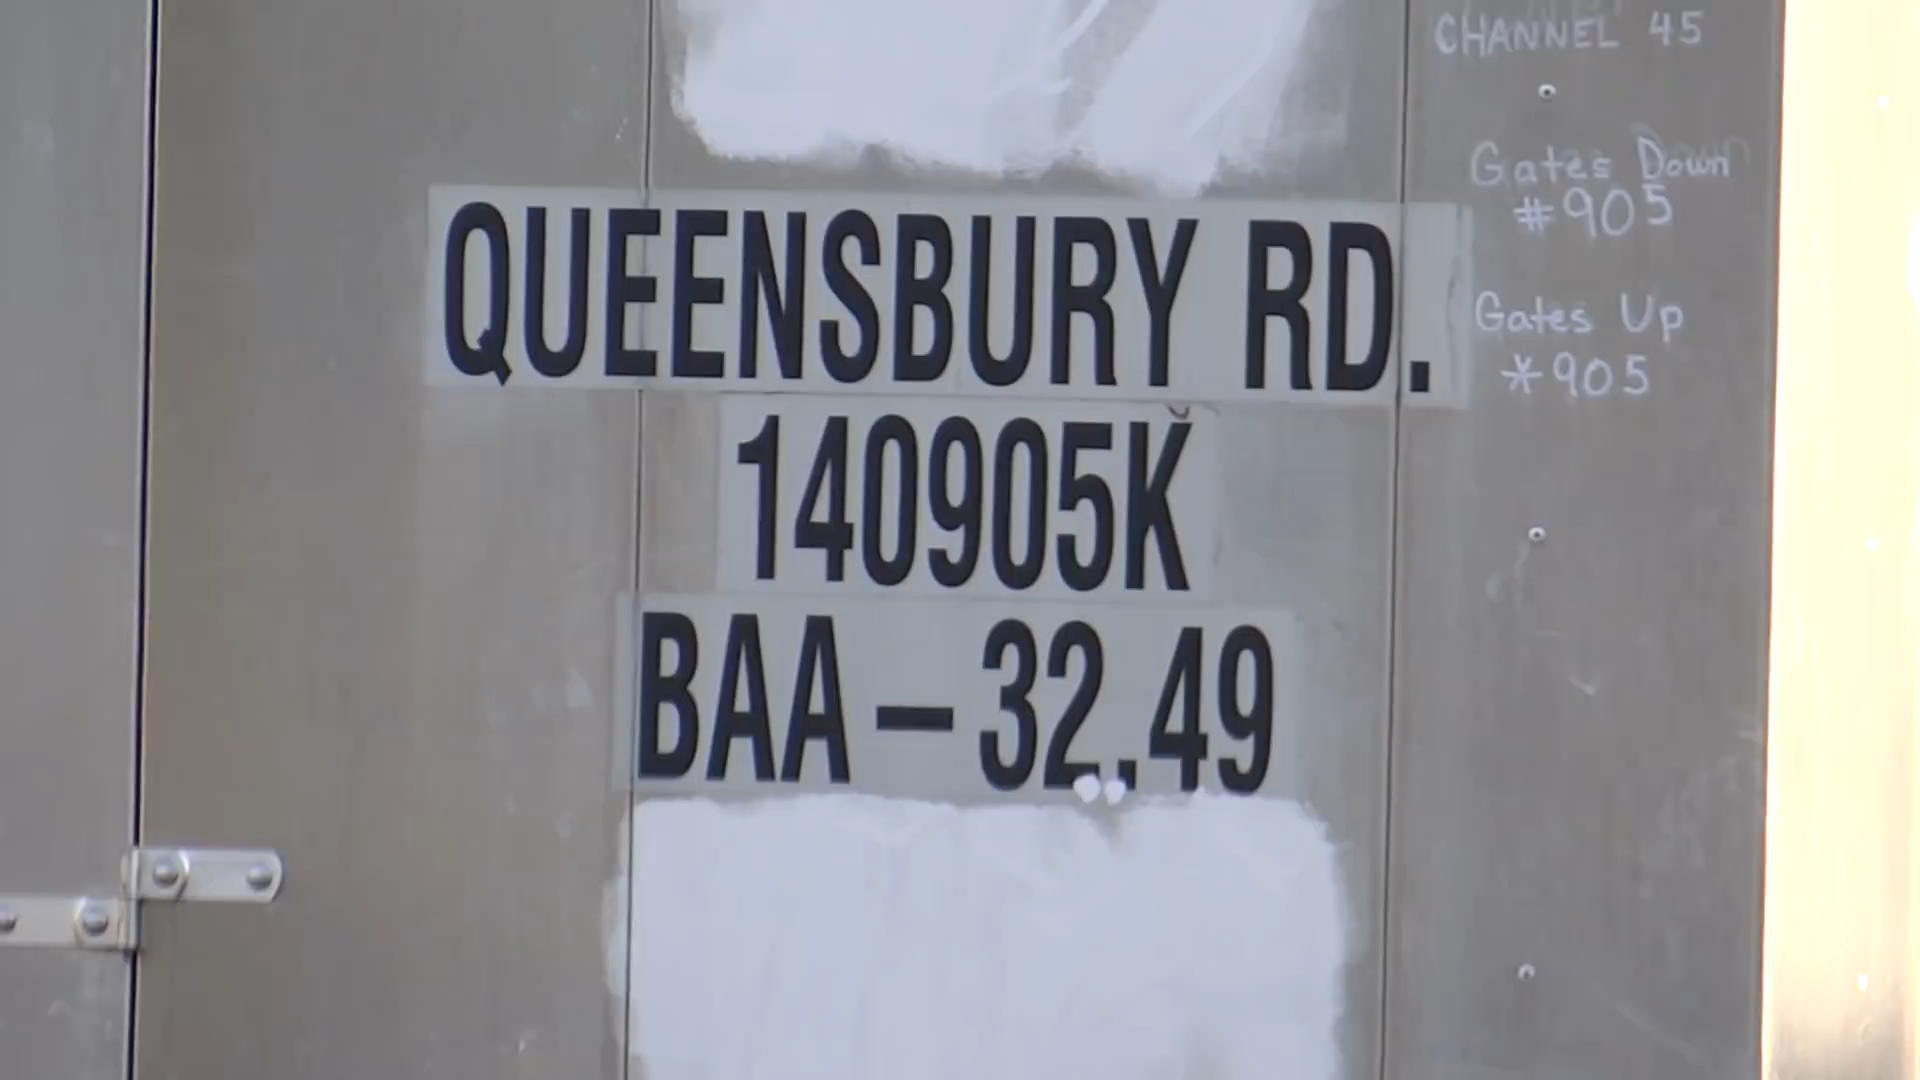 CHANNEL 45
Gates Down
#905
Gates Up
*905
QUEENSBURY RD.
140905K
BAA – 32.49